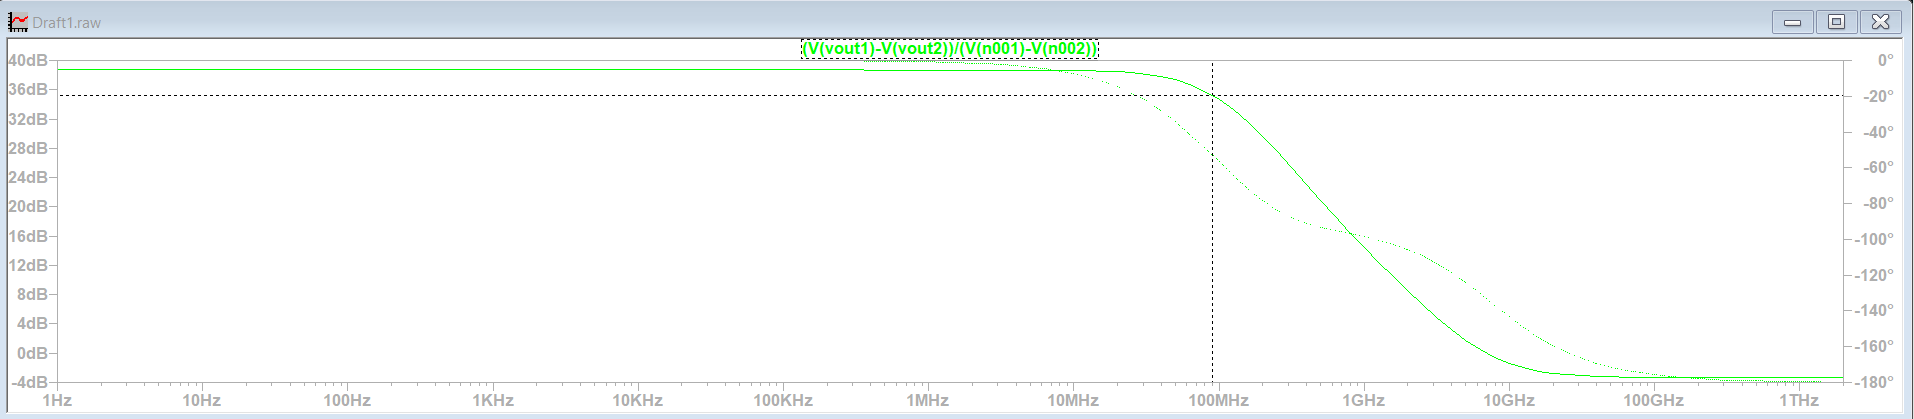 Draft1.raw
(V(vout1)-V(vout2))/(V(n001)-V(n002))
40dB
36dB
32dB
28dB
24dB
20dB
16dB
12dB
8dB
4dB
0dB
-4dB
0°
-20°
-40°
-60°
-80°
-100°
-120°
-140°
-160°
-180°
1Hz
10Hz
100Hz
1KHz
10KHz
100KHz
1MHz
10MHz
100MHz
1GHz
10GHz
100GHz
1THz